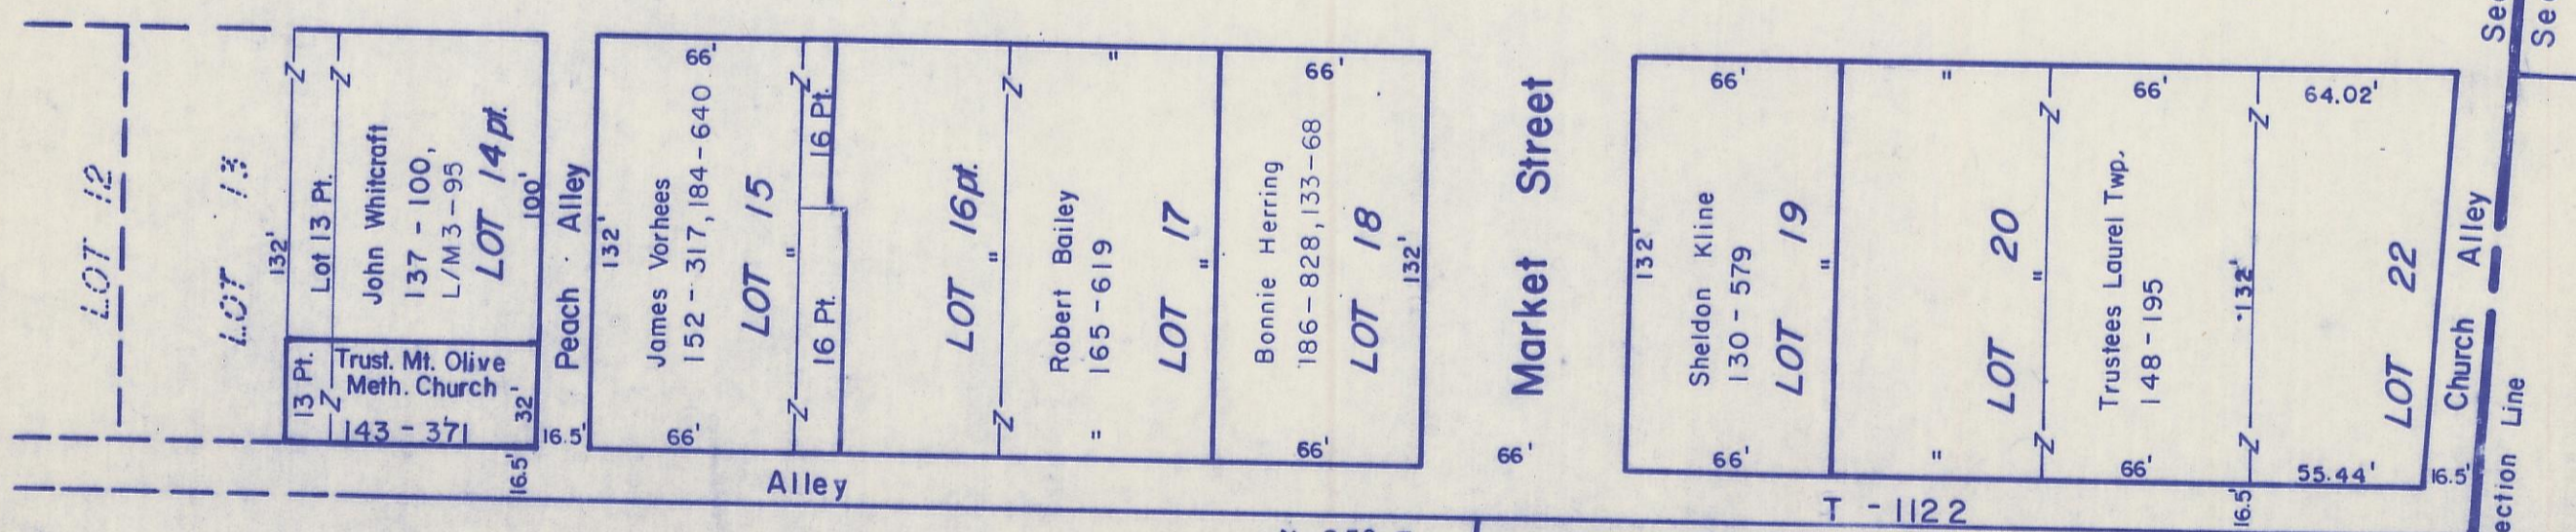 LOT 12
LOT 13
132'
Lot 13 Pt.
John Whitcraft
137-100,
L/M 3-95
LOT 14 pt.
100'
13 Pt.
Trust. Mt. Olive
Meth. Church
143-371
32'
16.5'
Peach Alley
16.5'
132'
James Vorhees
152-317, 184-640
66'
66'
LOT 15
"
16 Pt.
16 Pt.
LOT 16 pt.
"
Robert Bailey
165-619
"
"
LOT 17
"
Bonnie Herring
186-828, 133-68
66'
66'
LOT 18
132'
Alley
66' Market Street
132'
Sheldon Kline
130-579
66'
66'
LOT 19
"
"
"
LOT 20
"
Trustees Laurel Twp.
148-195
66'
66'
132'
64.02'
55.44'
LOT 22
Church Alley
16.5'
16.5'
T-1122
ection Line
Sec
Sec